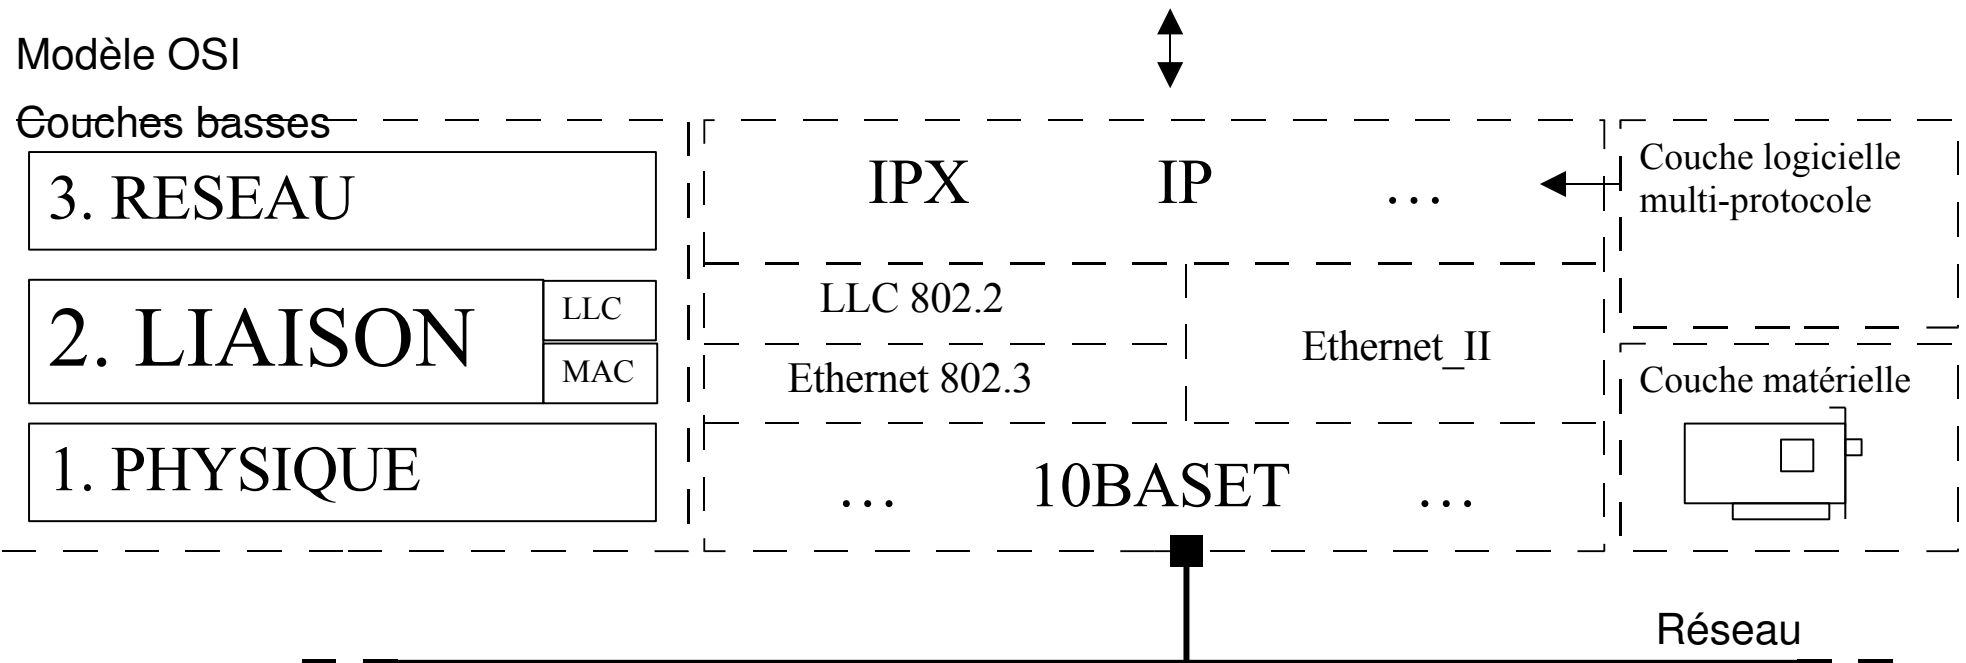 Modèle OSI
Couches basses
3. RESEAU
2. LIAISON
LLC
MAC
1. PHYSIQUE
IPX IP …
LLC 802.2
Ethernet 802.3
Ethernet_II
… 10BASET …
Couche logicielle
multi-protocole
Couche matérielle
Réseau